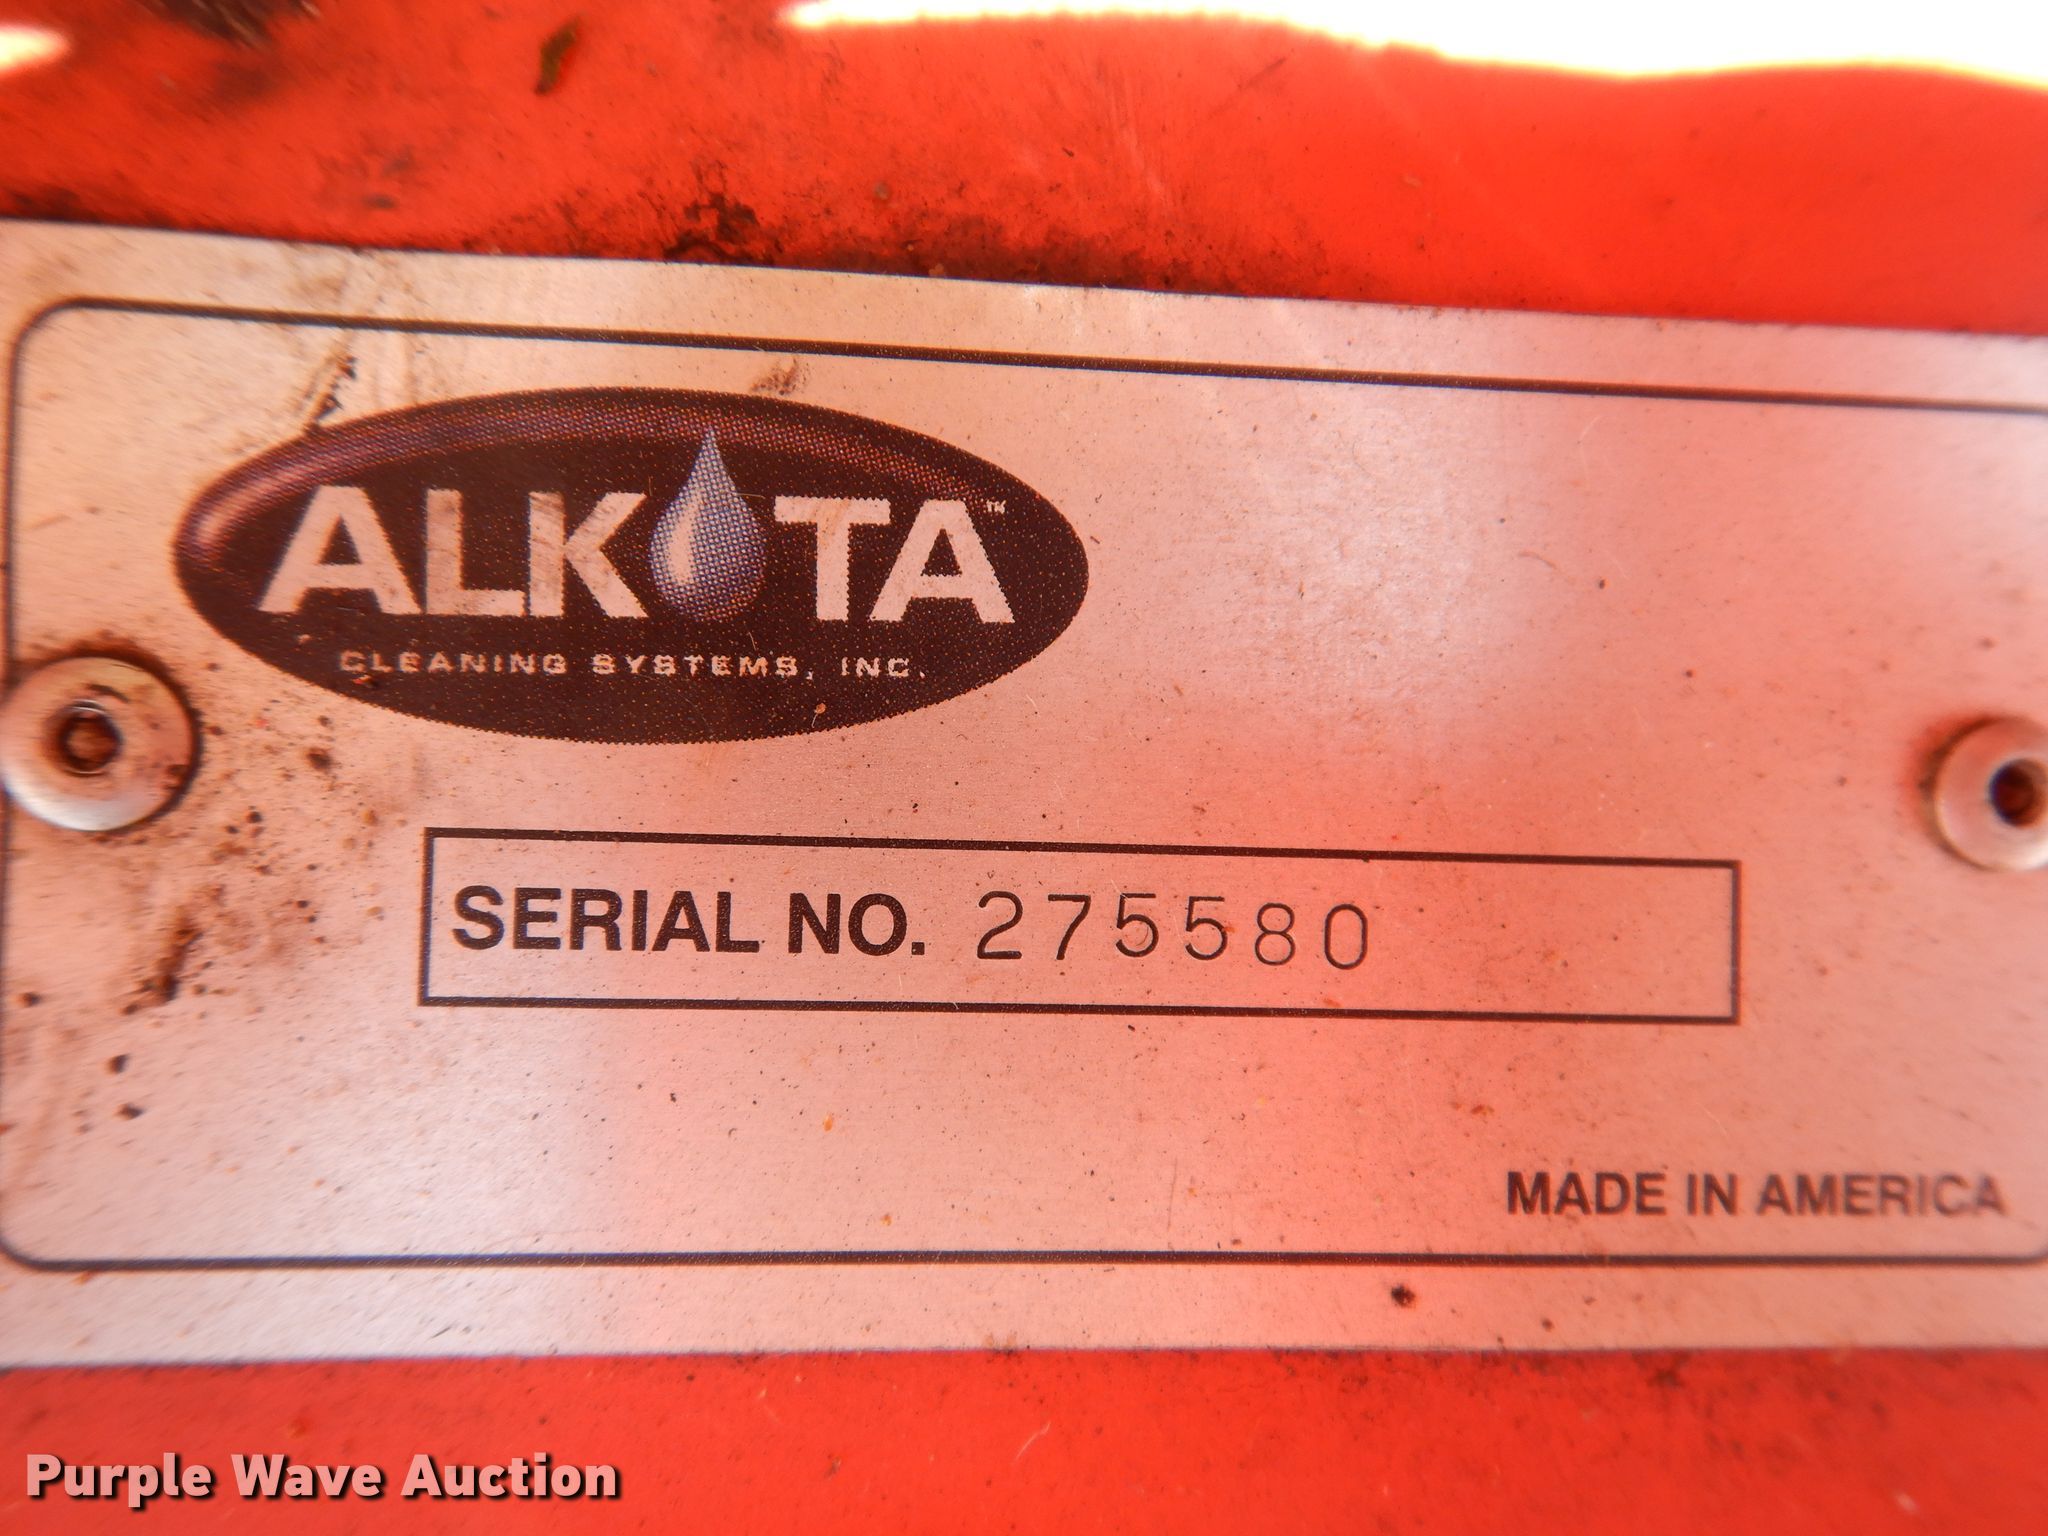 ALKOTA™
CLEANING SYSTEMS, INC.
SERIAL NO. 275580
MADE IN AMERICA
Purple Wave Auction